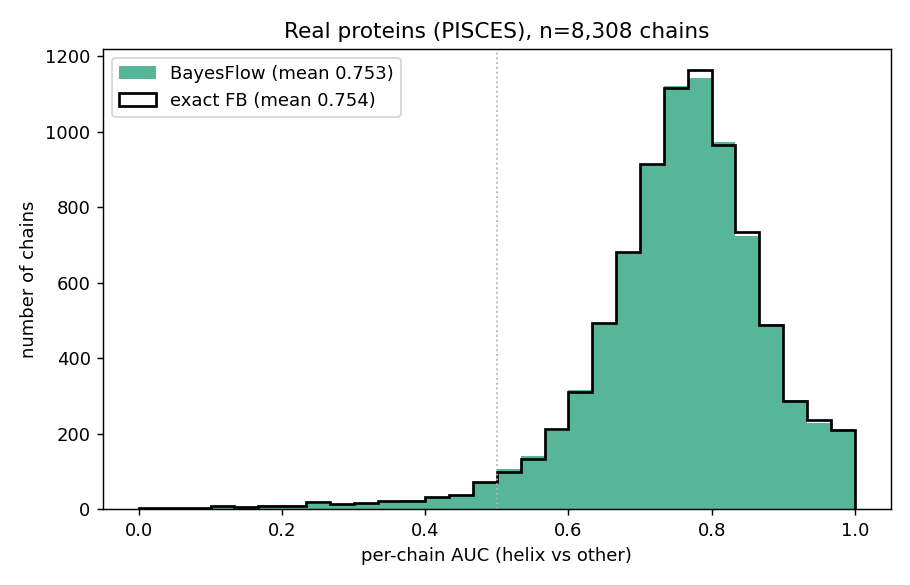 Real proteins (PISCES), n=8,308 chains
BayesFlow (mean 0.753)
exact FB (mean 0.754)
number of chains
1200
1000
800
600
400
200
0
0.0 0.2 0.4 0.6 0.8 1.0
per-chain AUC (helix vs other)